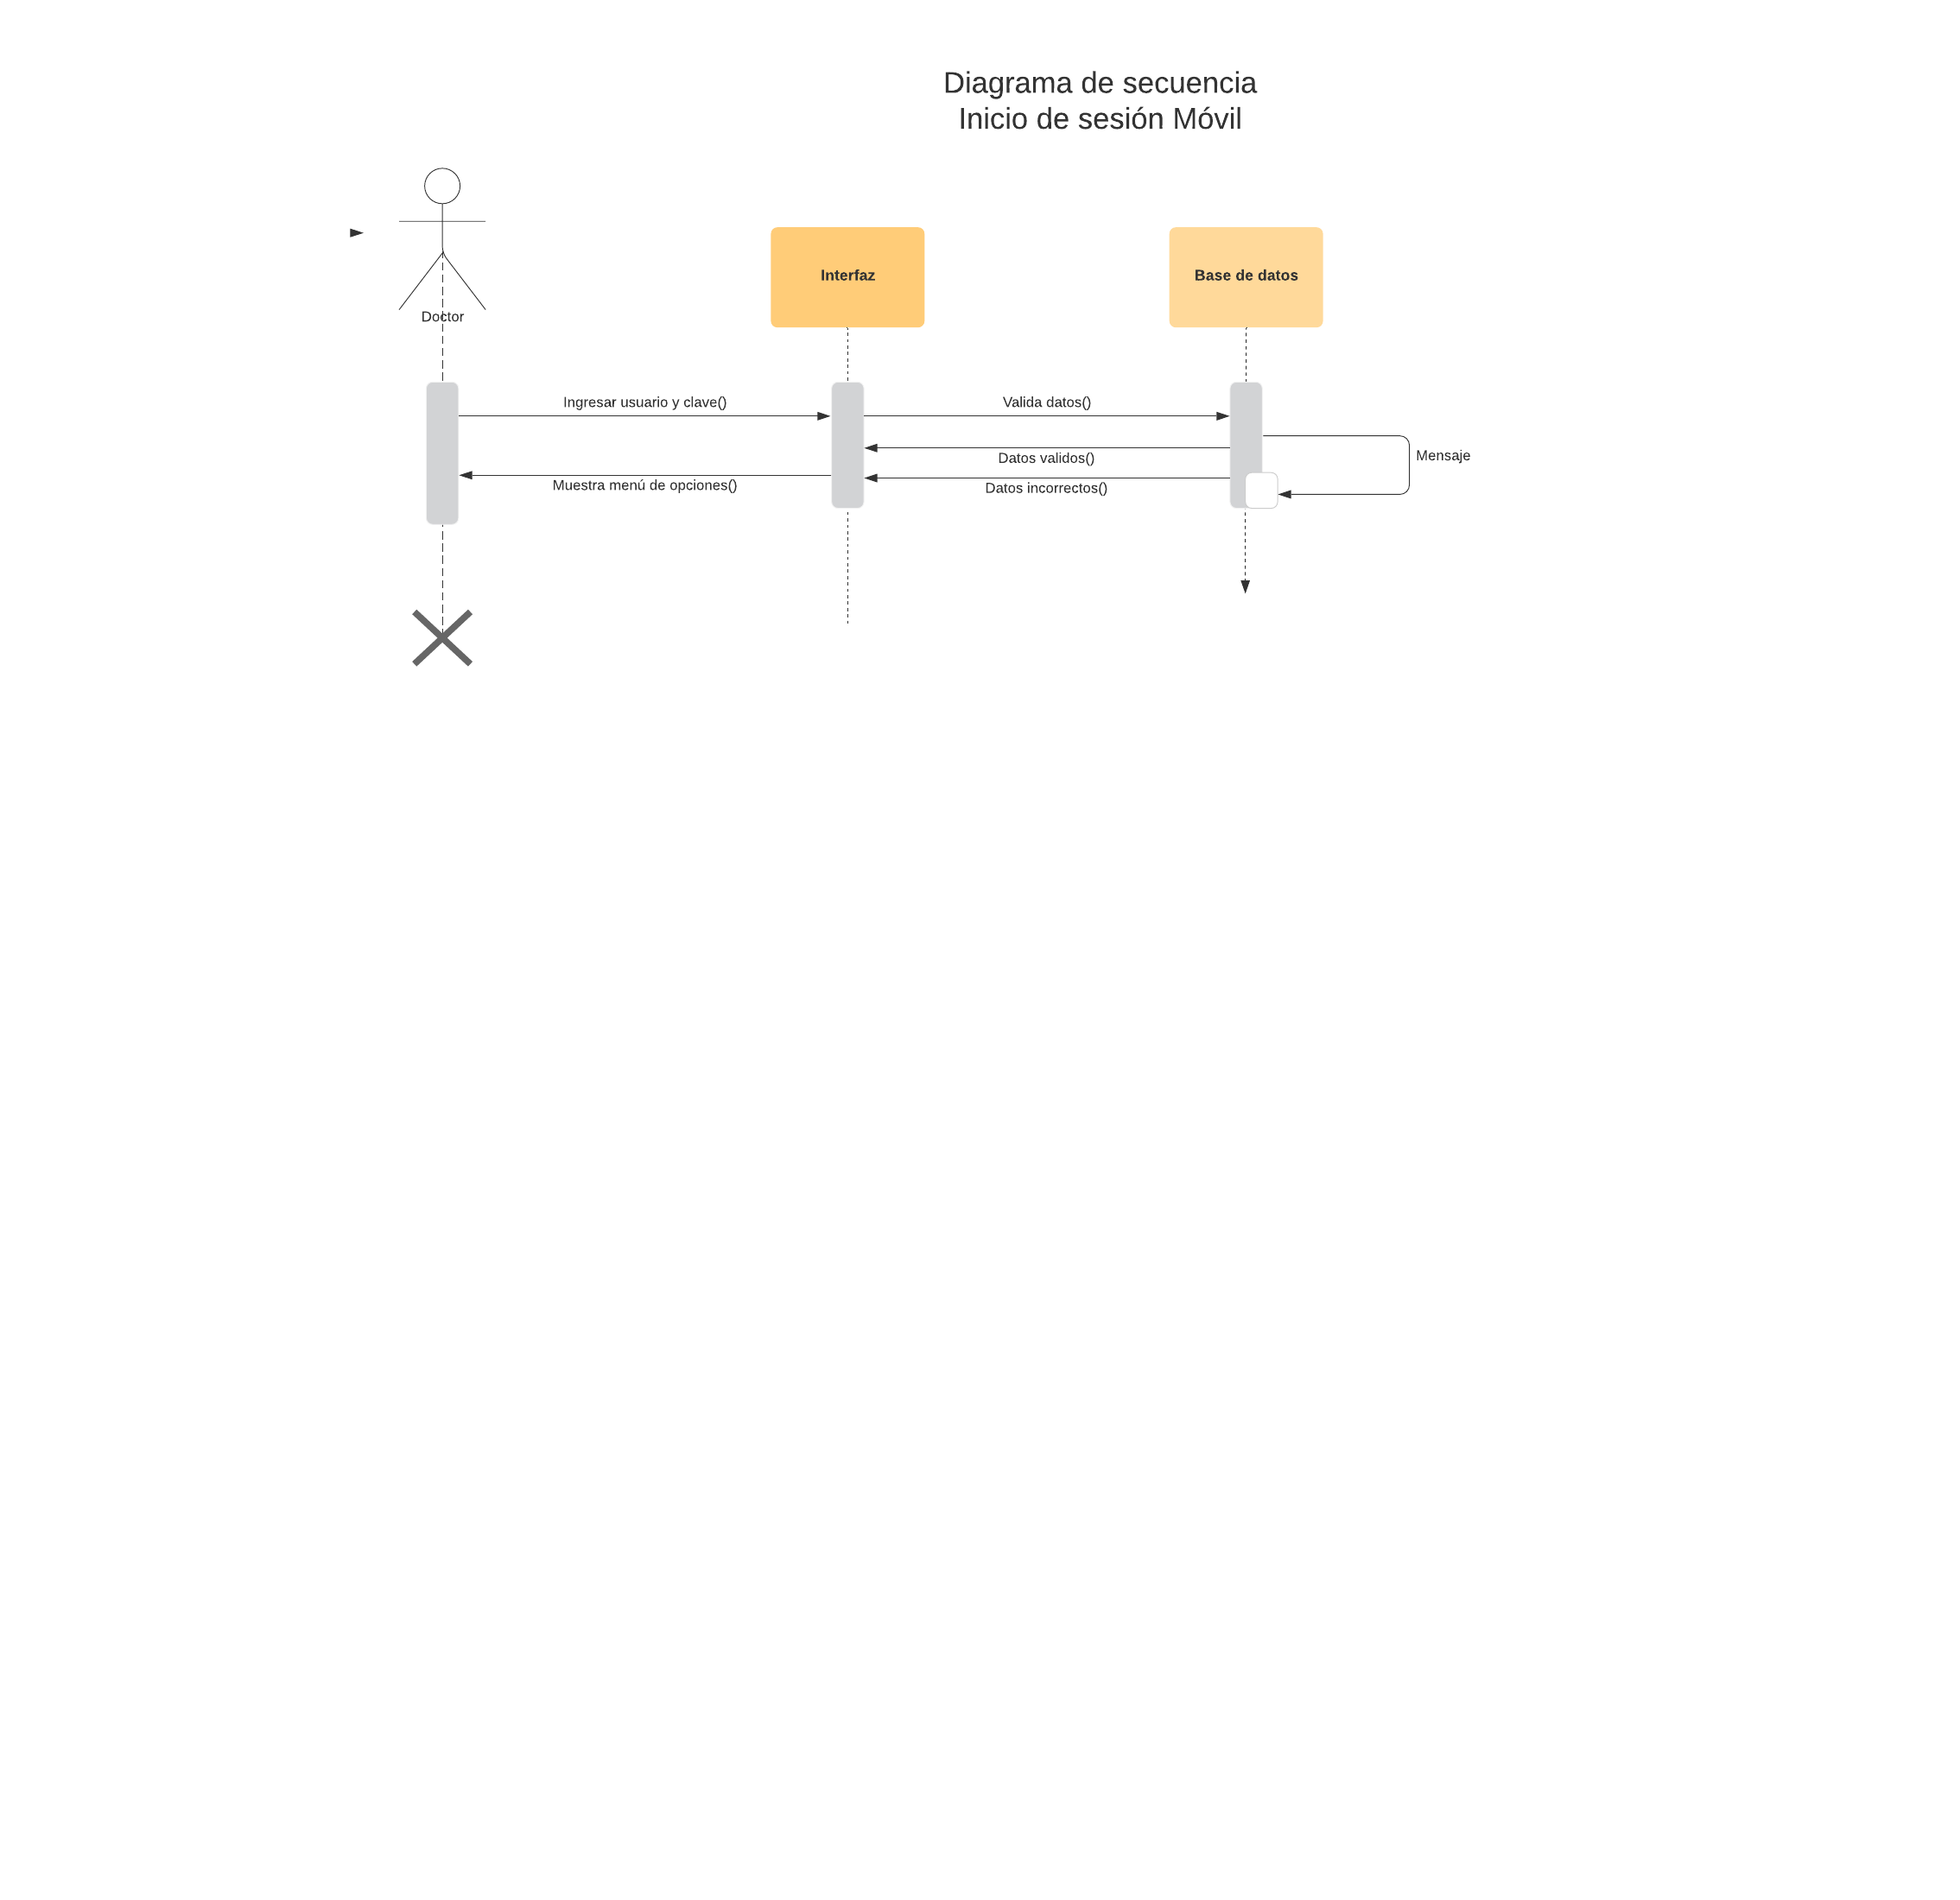 Diagrama de secuencia
Inicio de sesión Móvil
Doctor
Interfaz
Base de datos
Ingresar usuario y clave()
Valida datos()
Mensaje
Datos validos()
Muestra menú de opciones()
Datos incorrectos()